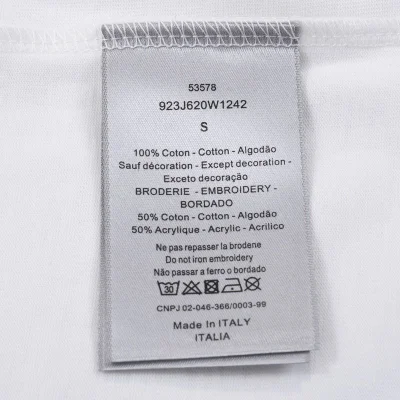 53578
923J620W1242
S
100% Coton - Cotton - Algodão
Sauf décoration - Except decoration -
Exceto decoração
BRODERIE - EMBROIDERY -
BORDADO
50% Coton - Cotton - Algodão
50% Acrylique - Acrylic - Acrilico
Ne pas repasser la brodene
Do not iron embroidery
Não passar a ferro o bordado
30
CNPJ 02-046-366/0003-99
Made In ITALY
ITALIA